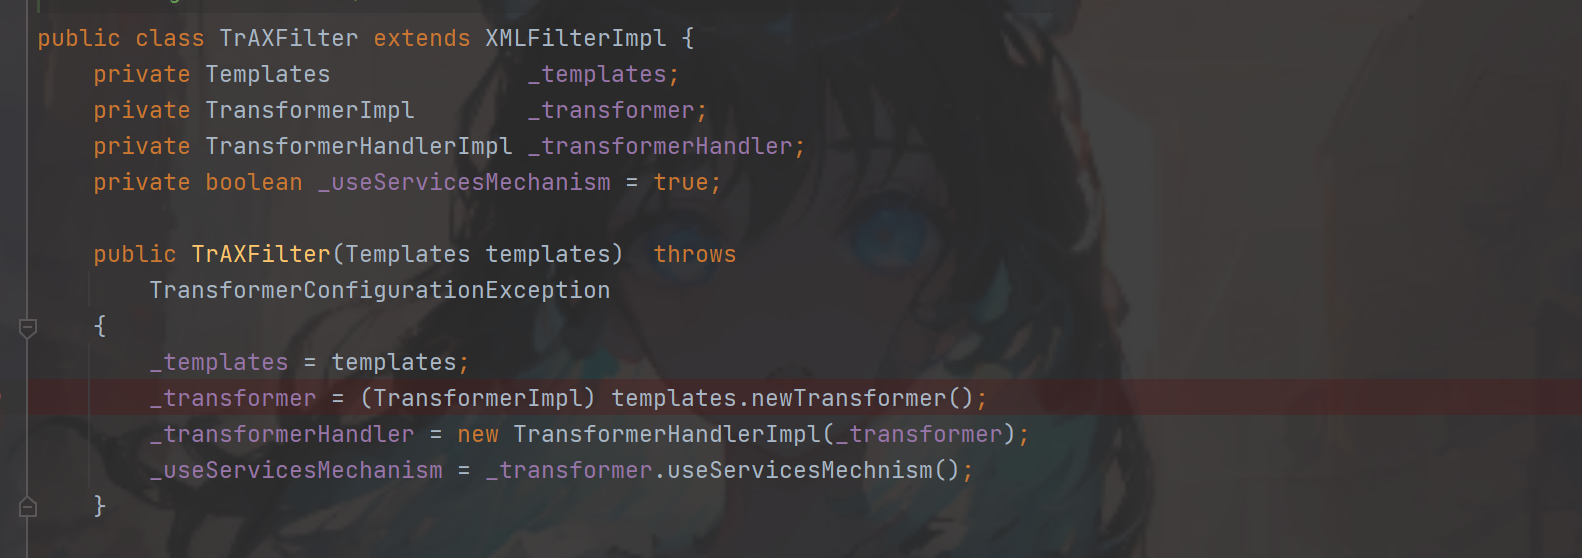 public class TrAXFilter extends XMLFilterImpl {
    private Templates              _templates;
    private TransformerImpl        _transformer;
    private TransformerHandlerImpl _transformerHandler;
    private boolean _useServicesMechanism = true;
    public TrAXFilter(Templates templates)  throws
        TransformerConfigurationException
    {
        _templates = templates;
        _transformer = (TransformerImpl) templates.newTransformer();
        _transformerHandler = new TransformerHandlerImpl(_transformer);
        _useServicesMechanism = _transformer.useServicesMechnism();
    }